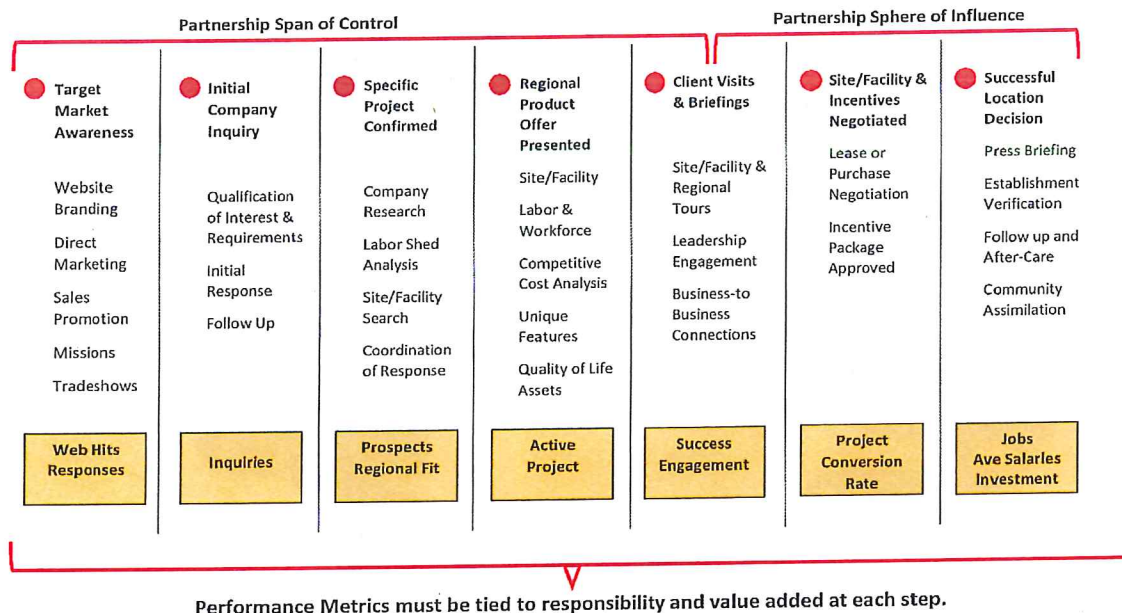 Partnership Span of Control
Partnership Sphere of Influence
Target
Market
Awareness
Website
Branding
Direct
Marketing
Sales
Promotion
Missions
Tradeshows
Web Hits
Responses
Initial
Company
Inquiry
Qualification
of Interest &
Requirements
Initial
Response
Follow Up
Inquiries
Specific
Project
Confirmed
Company
Research
Labor Shed
Analysis
Site/Facility
Search
Coordination
of Response
Prospects
Regional Fit
Regional
Product
Offer
Presented
Site/Facility
Labor &
Workforce
Competitive
Cost Analysis
Unique
Features
Quality of Life
Assets
Active
Project
Client Visits
& Briefings
Site/Facility &
Regional
Tours
Leadership
Engagement
Business-to
Business
Connections
Success
Engagement
Site/Facility &
Incentives
Negotiated
Lease or
Purchase
Negotiation
Incentive
Package
Approved
Project
Conversion
Rate
Successful
Location
Decision
Press Briefing
Establishment
Verification
Follow up and
After-Care
Community
Assimilation
Jobs
Ave Salaries
Investment
Performance Metrics must be tied to responsibility and value added at each step.